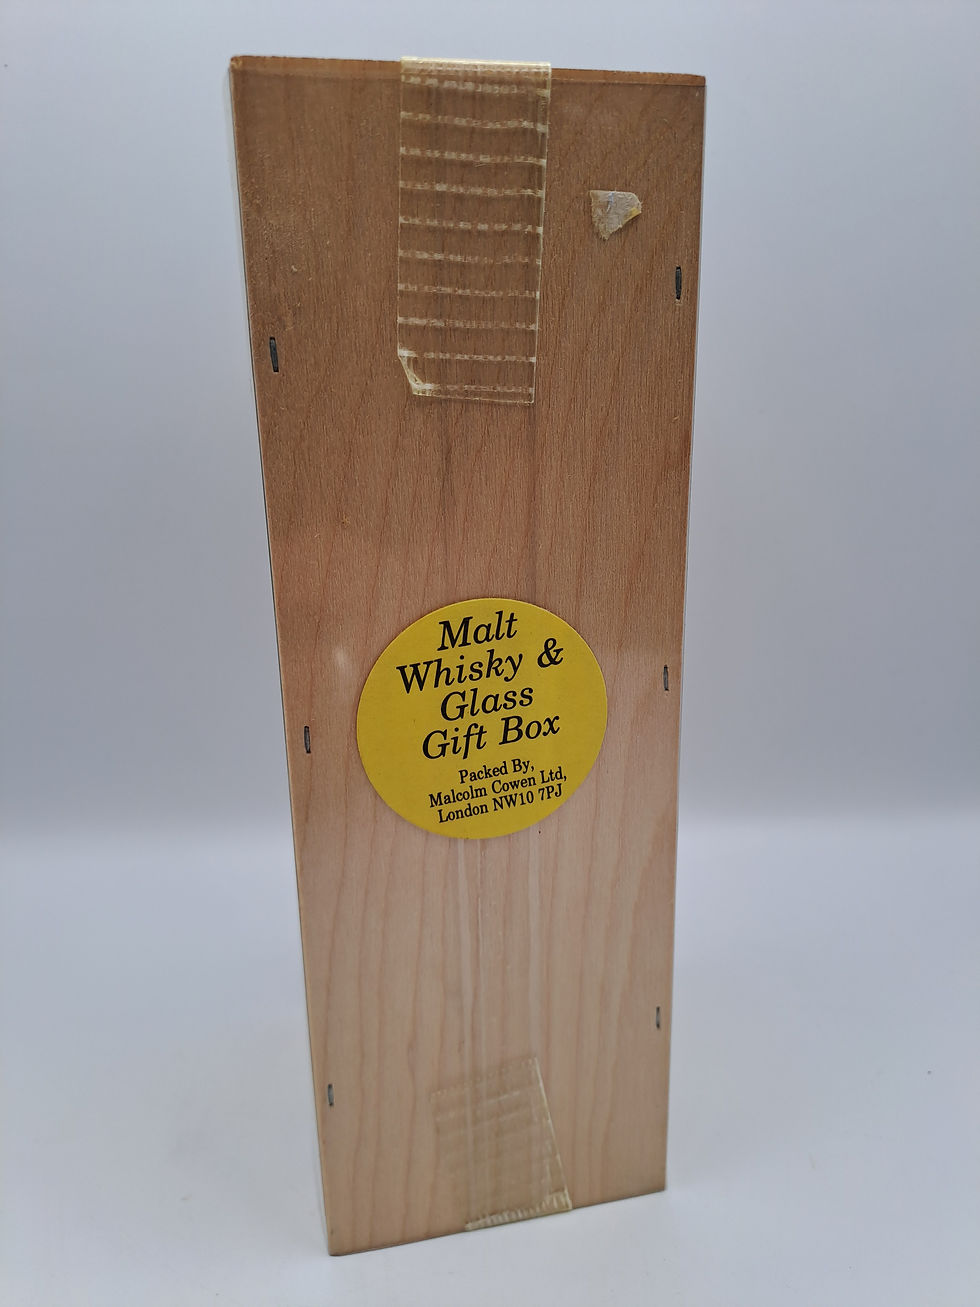 Malt
Whisky &
Glass
Gift Box
Packed By,
Malcolm Cowen Ltd,
London NW10 7PJ